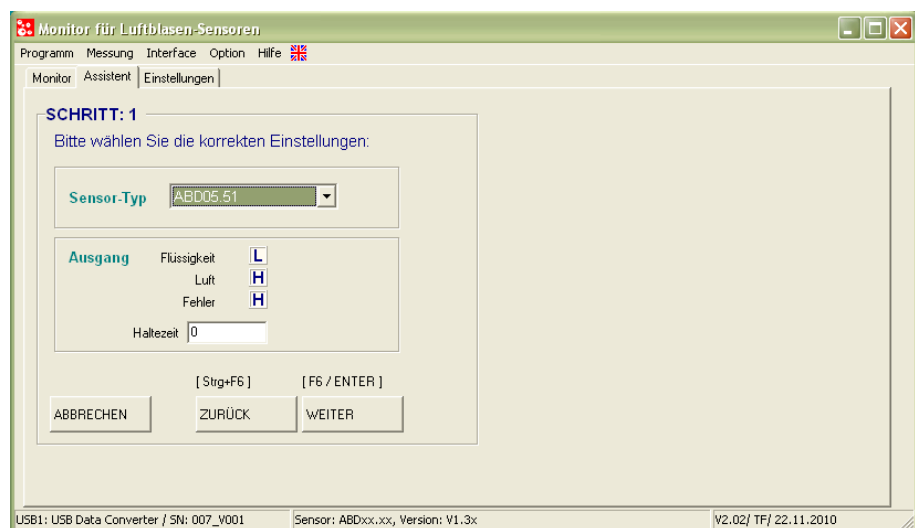 Monitor für Luftblasen-Sensoren
Programm Messung Interface Option Hilfe
Monitor Assistent Einstellungen
SCHRITT: 1
Bitte wählen Sie die korrekten Einstellungen:
Sensor-Typ ABD05.51
Ausgang Flüssigkeit L
Luft H
Fehler H
Haltezeit 0
[ Strg+F6 ] [ F6 / ENTER ]
ABBRECHEN ZURÜCK WEITER
USB1: USB Data Converter / SN: 007_V001 Sensor: ABDxx.xx, Version: V1.3x V2.02/ TF/ 22.11.2010